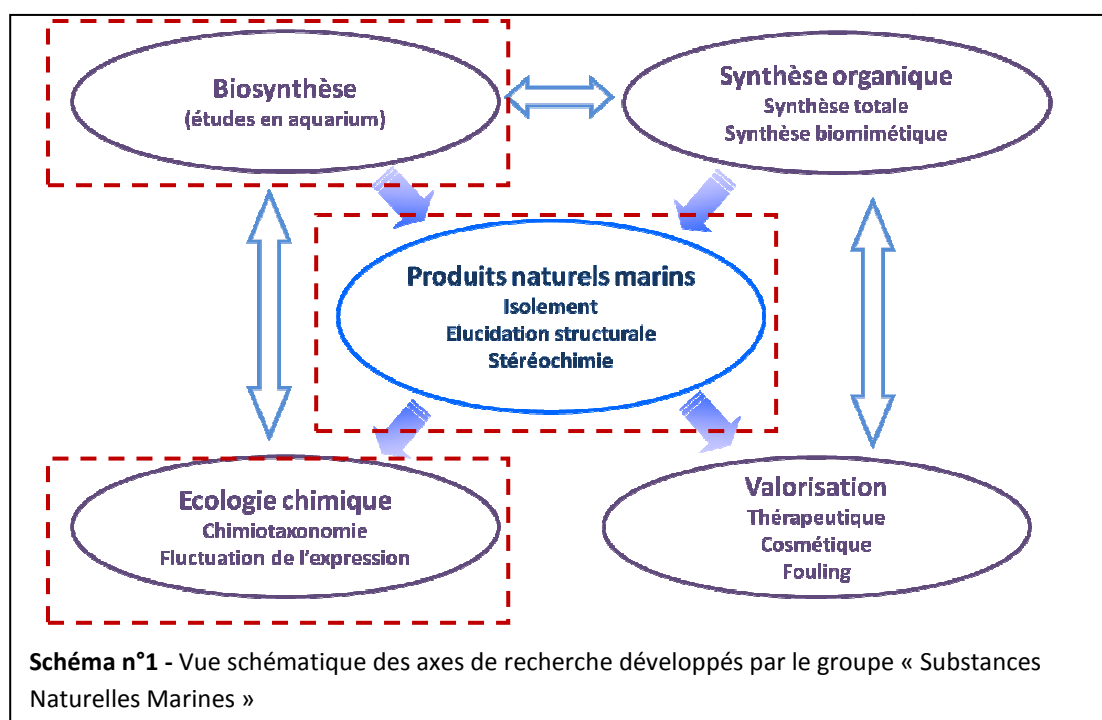 Biosynthèse
(études en aquarium)
Synthèse organique
Synthèse totale
Synthèse biomimétique
Produits naturels marins
Isolement
Elucidation structurale
Stéréochimie
Ecologie chimique
Chimiotaxonomie
Fluctuation de l'expression
Valorisation
Thérapeutique
Cosmétique
Fouling
Schéma n°1 - Vue schématique des axes de recherche développés par le groupe « Substances
Naturelles Marines »